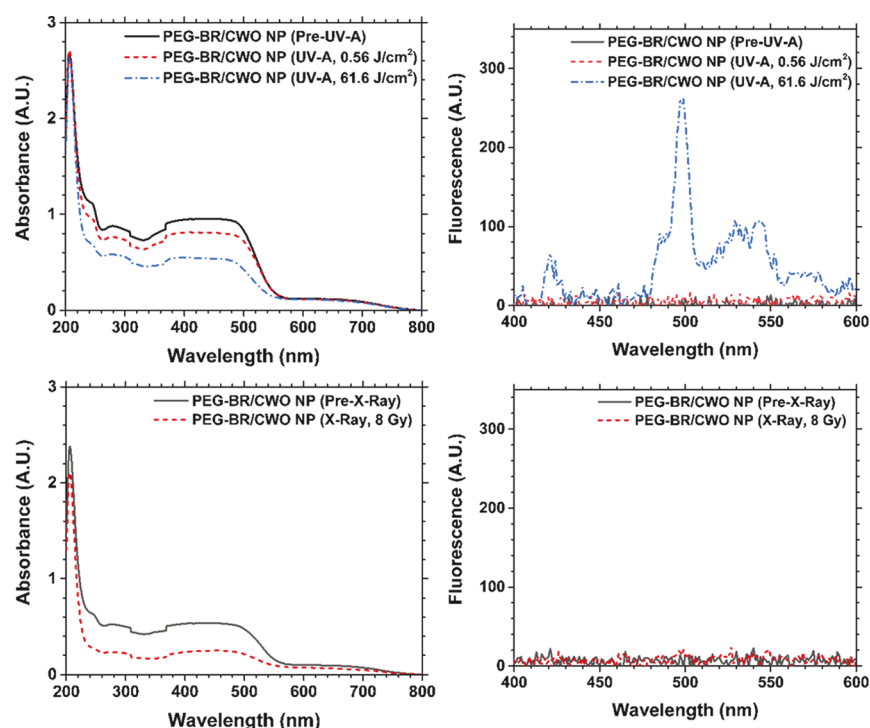 PEG-BR/CWO NP (Pre-UV-A)
PEG-BR/CWO NP (UV-A, 0.56 J/cm²)
PEG-BR/CWO NP (UV-A, 61.6 J/cm²)
Absorbance (A.U.)
3
2
1
0
200 300 400 500 600 700 800
Wavelength (nm)
PEG-BR/CWO NP (Pre-UV-A)
PEG-BR/CWO NP (UV-A, 0.56 J/cm²)
PEG-BR/CWO NP (UV-A, 61.6 J/cm²)
Fluorescence (A.U.)
300
200
100
0
400 450 500 550 600
Wavelength (nm)
PEG-BR/CWO NP (Pre-X-Ray)
PEG-BR/CWO NP (X-Ray, 8 Gy)
Absorbance (A.U.)
3
2
1
0
200 300 400 500 600 700 800
Wavelength (nm)
PEG-BR/CWO NP (Pre-X-Ray)
PEG-BR/CWO NP (X-Ray, 8 Gy)
Fluorescence (A.U.)
300
200
100
0
400 450 500 550 600
Wavelength (nm)